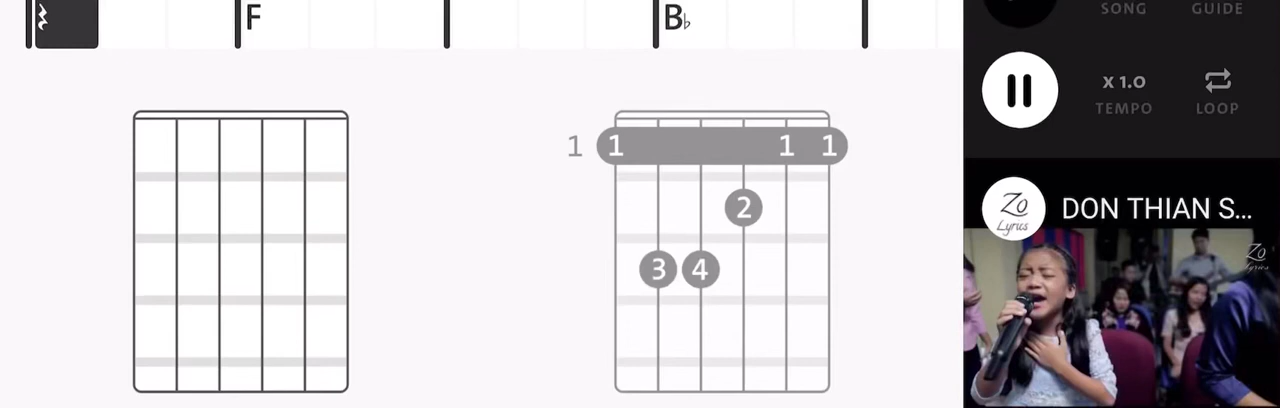 F
B♭
SONG GUIDE
X 1.0
TEMPO LOOP
1 1 1 1
2
3 4
Zo
Lyrics
DON THIAN S...
Zo
Lyrics